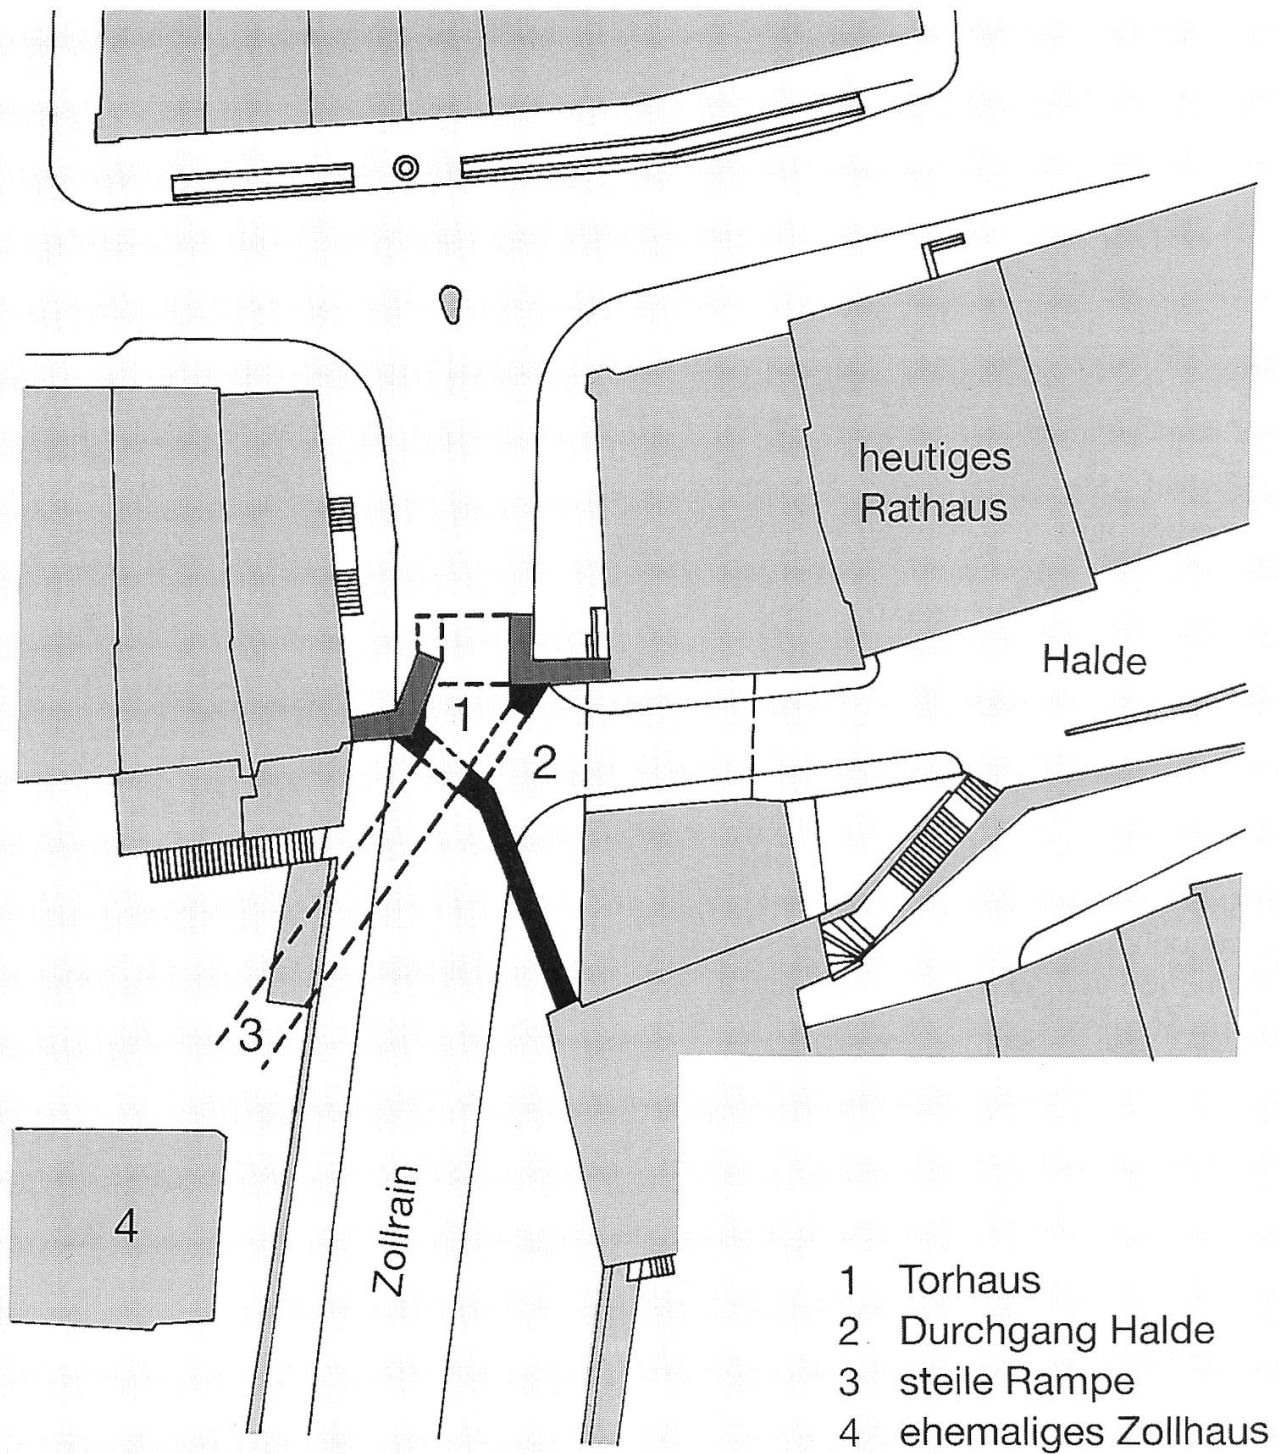 heutiges
Rathaus
Halde
1
2
3
4
Zollrain
1 Torhaus
2 Durchgang Halde
3 steile Rampe
4 ehemaliges Zollhaus